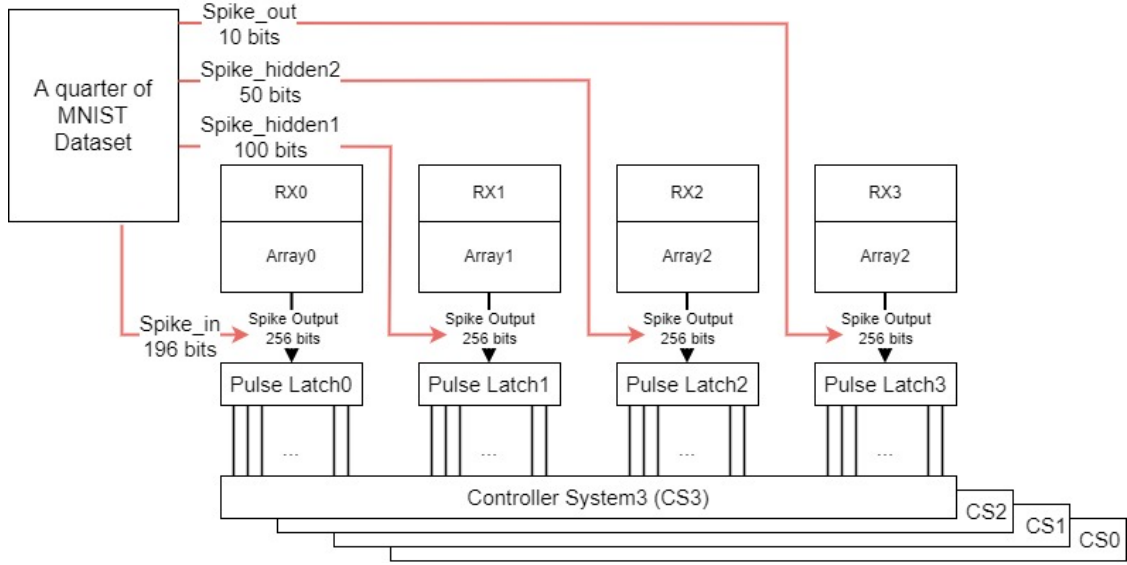 Spike_out
10 bits
Spike_hidden2
50 bits
Spike_hidden1
100 bits
A quarter of
MNIST
Dataset
RX0
RX1
RX2
RX3
Array0
Array1
Array2
Array2
Spike_in
196 bits
Spike Output
256 bits
Spike Output
256 bits
Spike Output
256 bits
Spike Output
256 bits
Pulse Latch0
Pulse Latch1
Pulse Latch2
Pulse Latch3
...
...
...
...
Controller System3 (CS3)
CS2
CS1
CS0